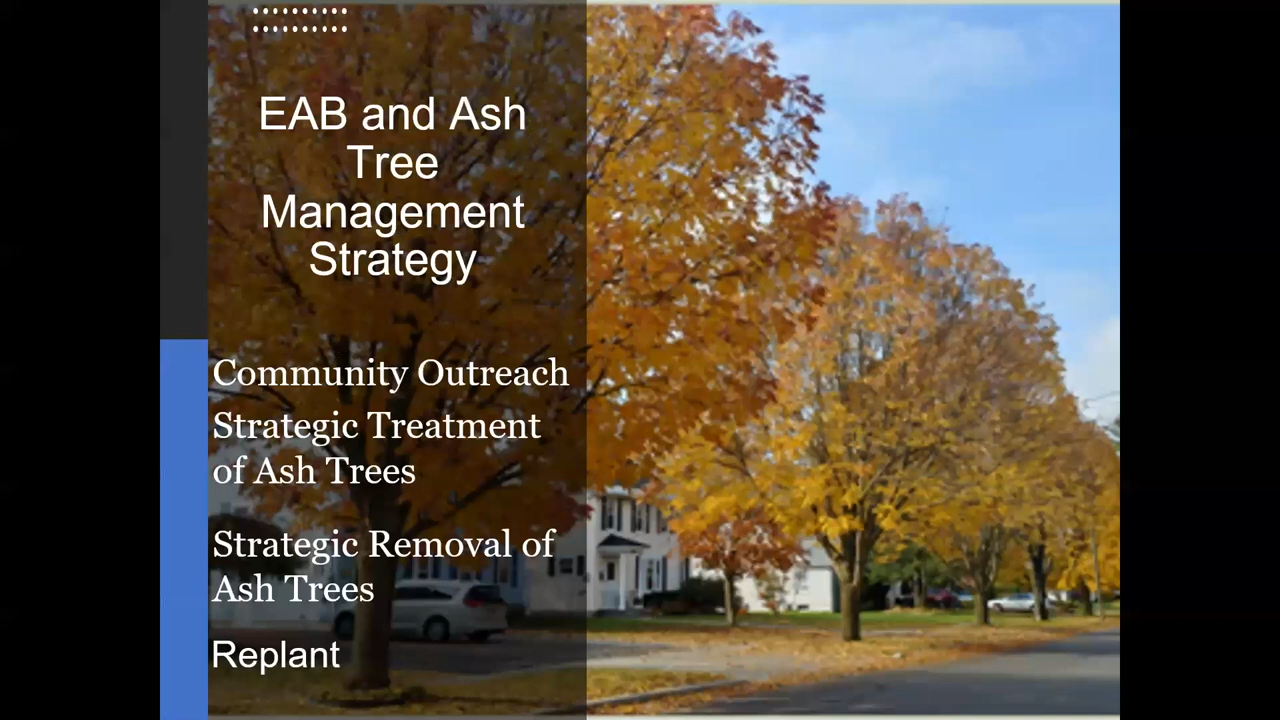 EAB and Ash
Tree
Management
Strategy
Community Outreach
Strategic Treatment
of Ash Trees
Strategic Removal of
Ash Trees
Replant